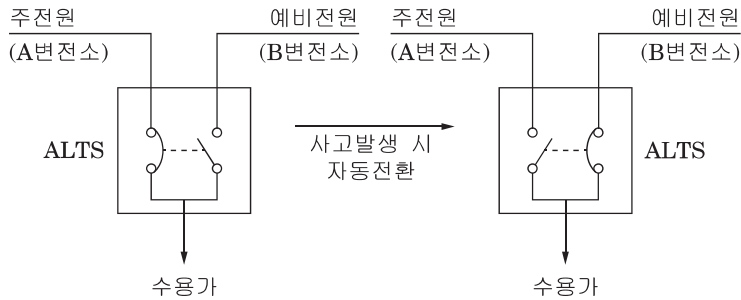 주전원
(A변전소)
예비전원
(B변전소)
ALTS
수용가
사고발생 시
자동전환
주전원
(A변전소)
예비전원
(B변전소)
ALTS
수용가